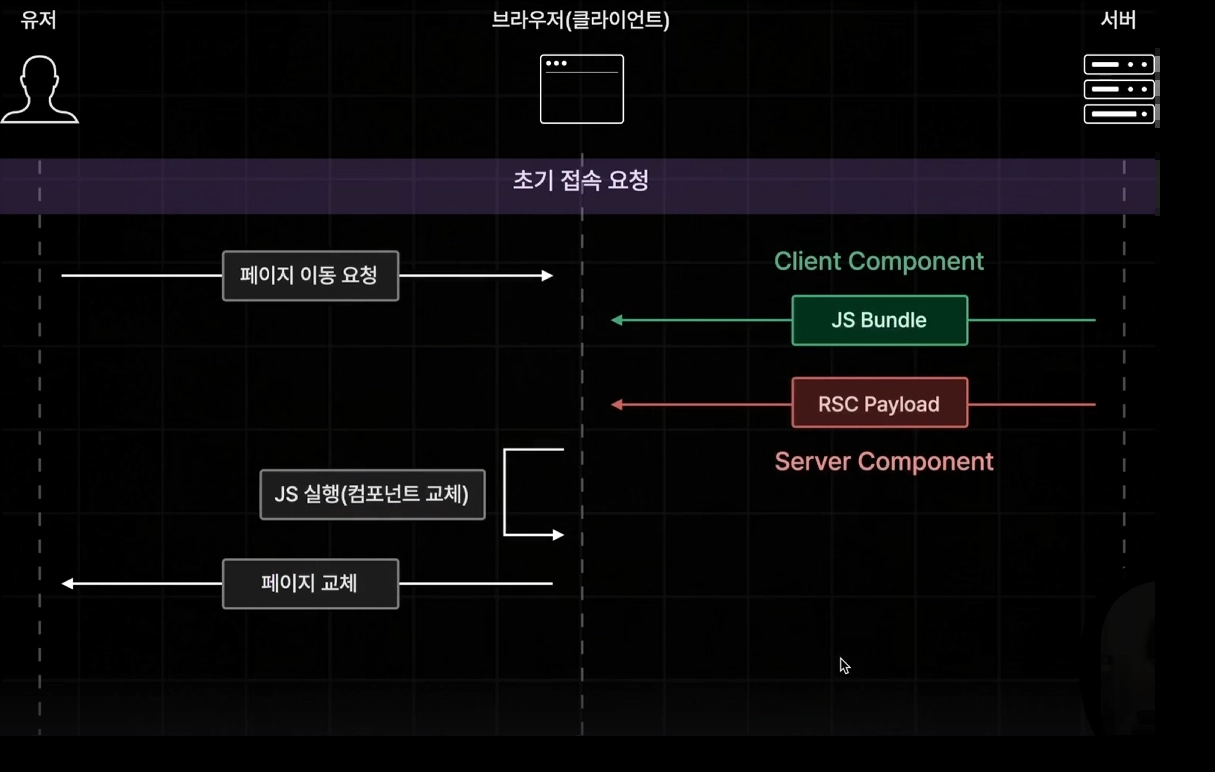 유저
브라우저(클라이언트)
서버
초기 접속 요청
페이지 이동 요청
Client Component
JS Bundle
RSC Payload
Server Component
JS 실행(컴포넌트 교체)
페이지 교체